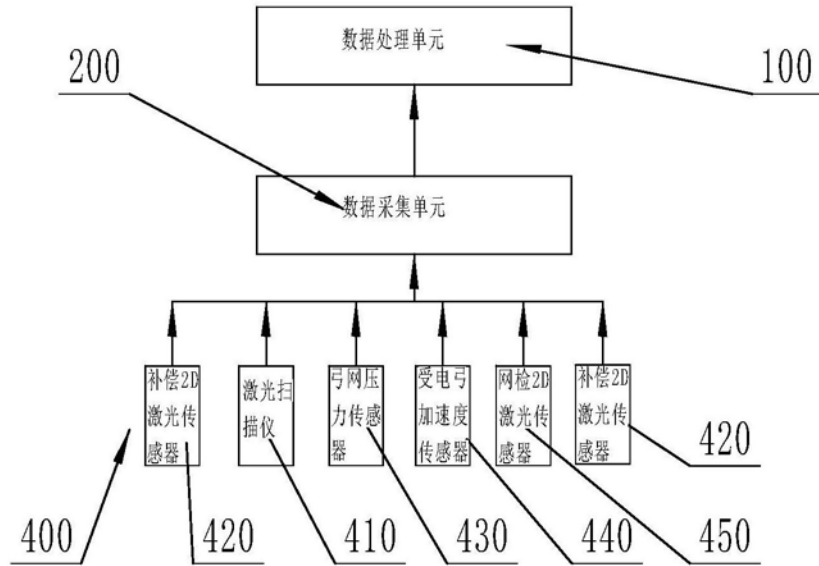 数据处理单元
200
100
数据采集单元
补偿2D
激光传
感器
激光扫
描仪
弓网压
力传感
器
受电弓
加速度
传感器
网检2D
激光传
感器
补偿2D
激光传
感器
420
400
420
410
430
440
450